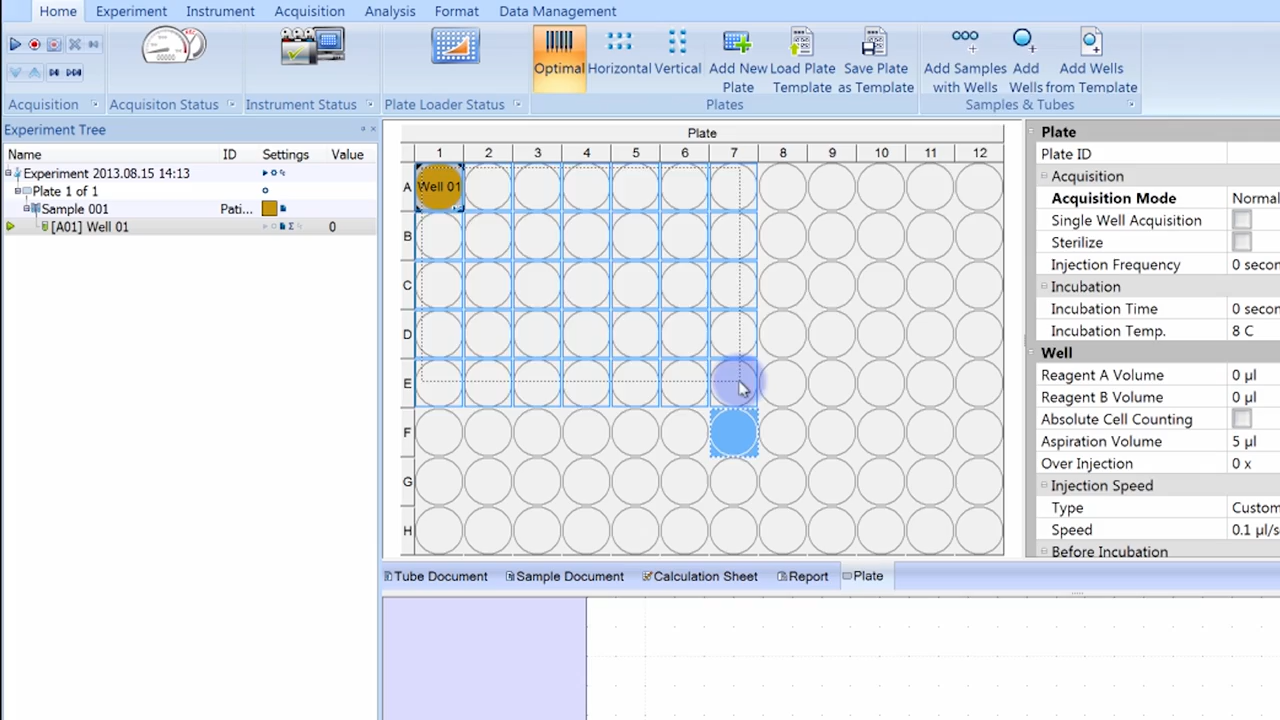 Home Experiment Instrument Acquisition Analysis Format Data Management
Optimal Horizontal Vertical Add New Plate Load Plate Template Save Plate as Template Add Samples with Wells Add Wells Add Wells from Template
Acquisition Acquisiton Status Instrument Status Plate Loader Status Plates Samples & Tubes
Experiment Tree
Name ID Settings Value
Experiment 2013.08.15 14:13
Plate 1 of 1
Sample 001 Pati...
[A01] Well 01 0
Plate
1 2 3 4 5 6 7 8 9 10 11 12
A Well 01
B
C
D
E
F
G
H
Plate
Plate ID
Acquisition
Acquisition Mode Normal
Single Well Acquisition
Sterilize
Injection Frequency 0 secon
Incubation
Incubation Time 0 secon
Incubation Temp. 8 C
Well
Reagent A Volume 0 µl
Reagent B Volume 0 µl
Absolute Cell Counting
Aspiration Volume 5 µl
Over Injection 0 x
Injection Speed
Type Custom
Speed 0.1 µl/s
Before Incubation
Tube Document Sample Document Calculation Sheet Report Plate